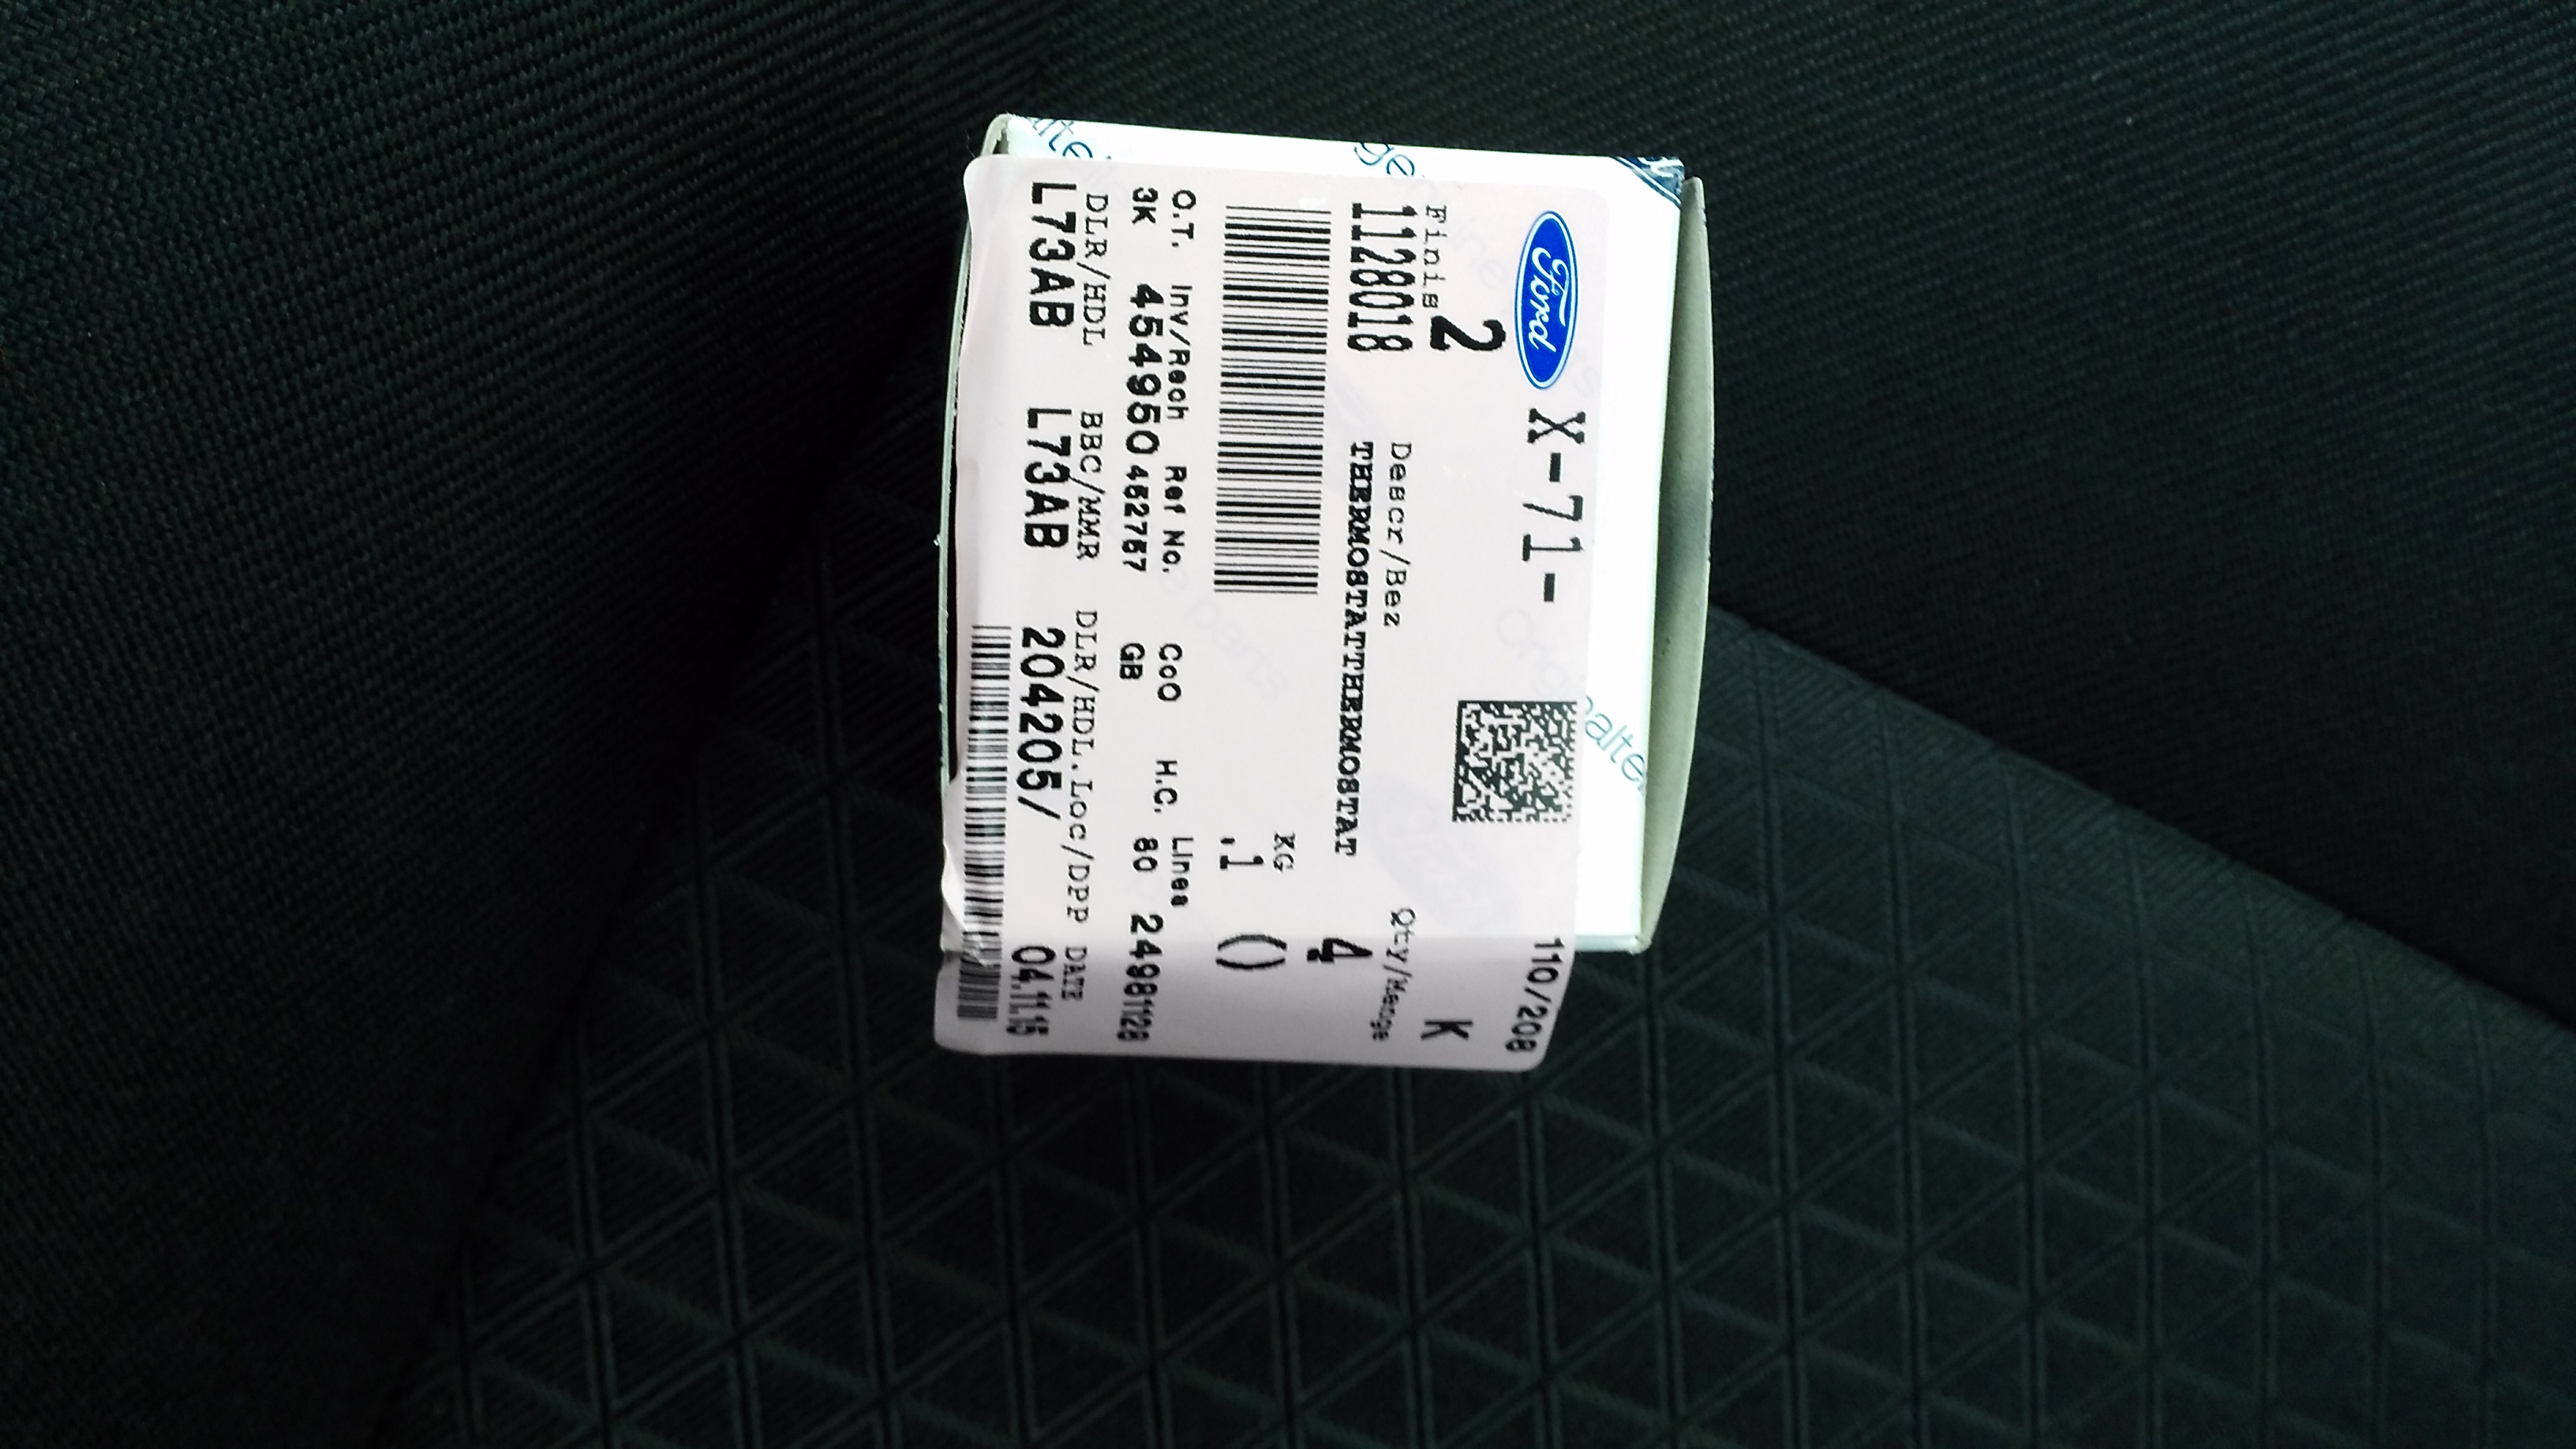 Ford X-71- 110/208
2 K
Finis Descr/Bez Qty/Menge
1128018 THERMOSTATTHERMOSTAT 4
KG
.1 ()
O.T. Inv/Rech Ref No. CoO H.C. Lines
3K 4549550 452757 GB 80 24981128
DLR/HDL BBC/MMR DLR/HDL.Loc/DPP DATE
L73AB L73AB 204205/ 04.11.15